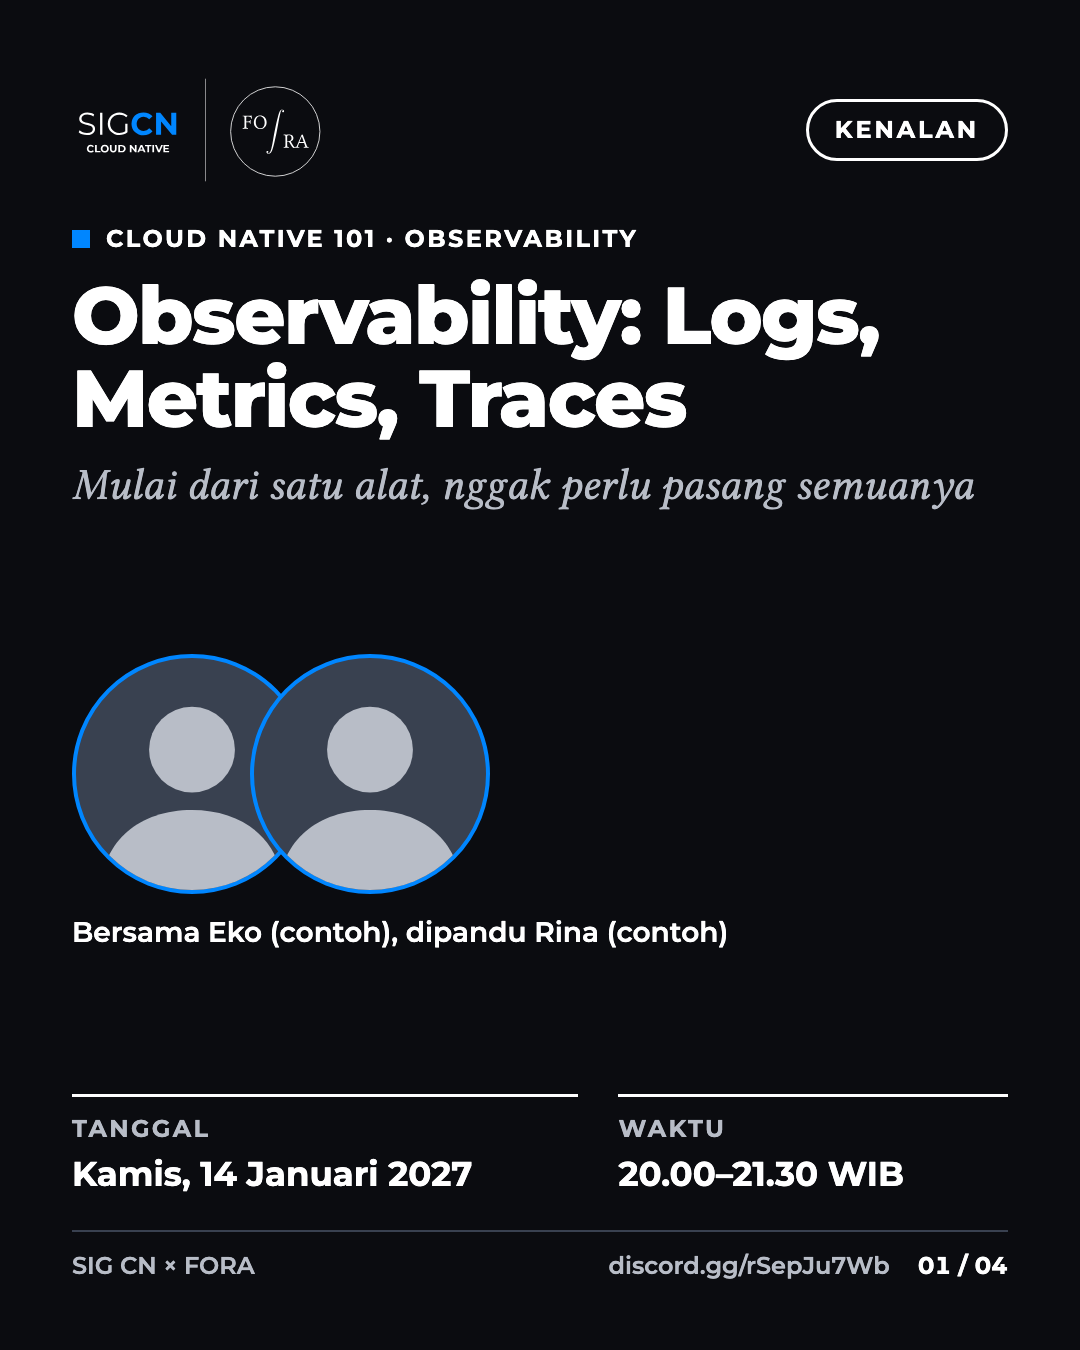 SIGCN
CLOUD NATIVE
FO
RA
KENALAN
CLOUD NATIVE 101 · OBSERVABILITY
Observability: Logs,
Metrics, Traces
Mulai dari satu alat, nggak perlu pasang semuanya
Bersama Eko (contoh), dipandu Rina (contoh)
TANGGAL
Kamis, 14 Januari 2027
WAKTU
20.00–21.30 WIB
SIG CN × FORA
discord.gg/rSepJu7Wb
01 / 04